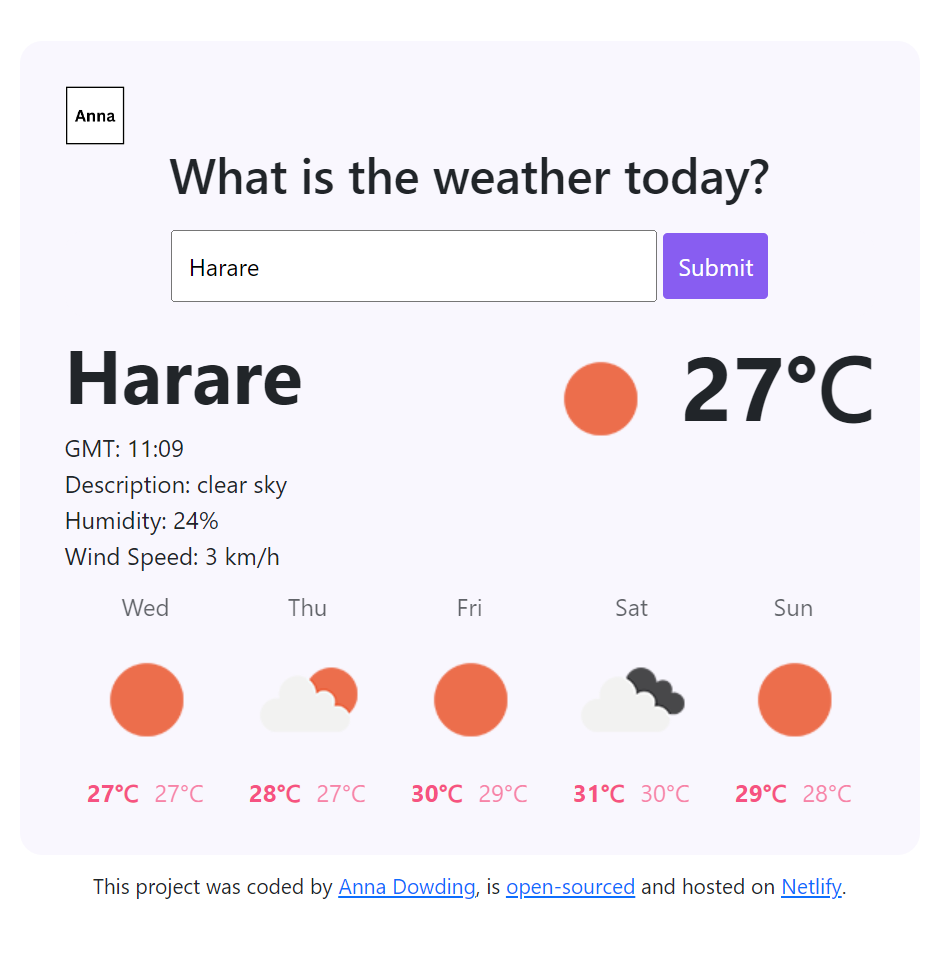 Anna
What is the weather today?
Harare Submit
Harare 27°C
GMT: 11:09
Description: clear sky
Humidity: 24%
Wind Speed: 3 km/h
Wed Thu Fri Sat Sun
27°C 27°C 28°C 27°C 30°C 29°C 31°C 30°C 29°C 28°C
This project was coded by Anna Dowding, is open-sourced and hosted on Netlify.